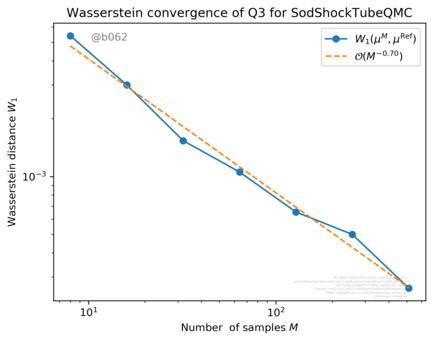 Wasserstein convergence of Q3 for SodShockTubeQMC
@b062
W₁(μᴹ, μᴿᵉᶠ)
𝒪(M⁻⁰·⁷⁰)
Wasserstein distance W₁
10⁻³
10¹
10²
Number of samples M